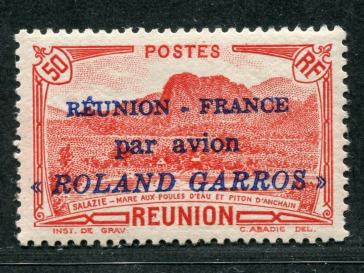 POSTES
50 RF
RÉUNION - FRANCE
par avion
« ROLAND GARROS »
SALAZIE - MARE AUX POULES D'EAU ET PITON D'ANCHAIN
REUNION
INST. DE GRAV. C. ABADIE DEL.